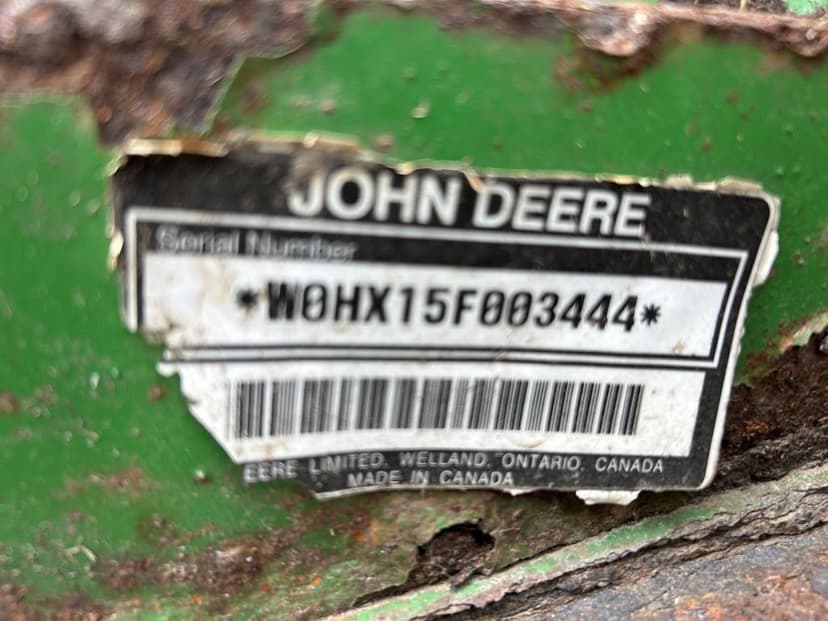 JOHN DEERE
Serial Number
*W0HX15F003444*
EERE LIMITED, WELLAND, ONTARIO, CANADA
MADE IN CANADA